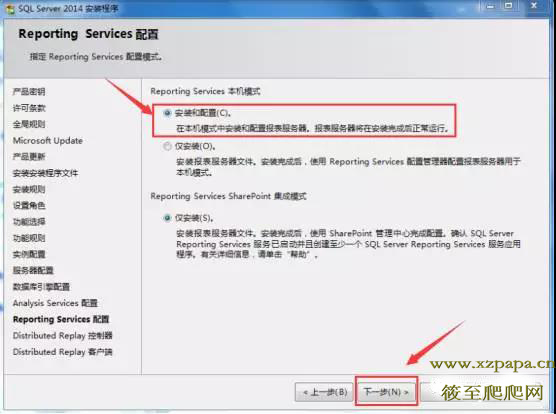 SQL Server 2014 安装程序
Reporting Services 配置
指定 Reporting Services 配置模式。
产品密钥
许可条款
全局规则
Microsoft Update
产品更新
安装安装程序文件
安装规则
设置角色
功能选择
功能规则
实例配置
服务器配置
数据库引擎配置
Analysis Services 配置
Reporting Services 配置
Distributed Replay 控制器
Distributed Replay 客户端
Reporting Services 本机模式
安装和配置(C)。
在本机模式中安装和配置报表服务器。报表服务器将在安装完成后正常运行。
仅安装(O)。
安装报表服务器文件。安装完成后，使用 Reporting Services 配置管理器配置报表服务器用于
本机模式。
Reporting Services SharePoint 集成模式
仅安装(S)。
安装报表服务器文件。安装完成后，使用 SharePoint 管理中心完成配置。确认 SQL Server
Reporting Services 服务已启动并且创建至少一个 SQL Server Reporting Services 服务应用
程序。有关详细信息，请单击“帮助”。
< 上一步(B)
下一步(N) >
www.xzpapa.cn
筱至爬爬网